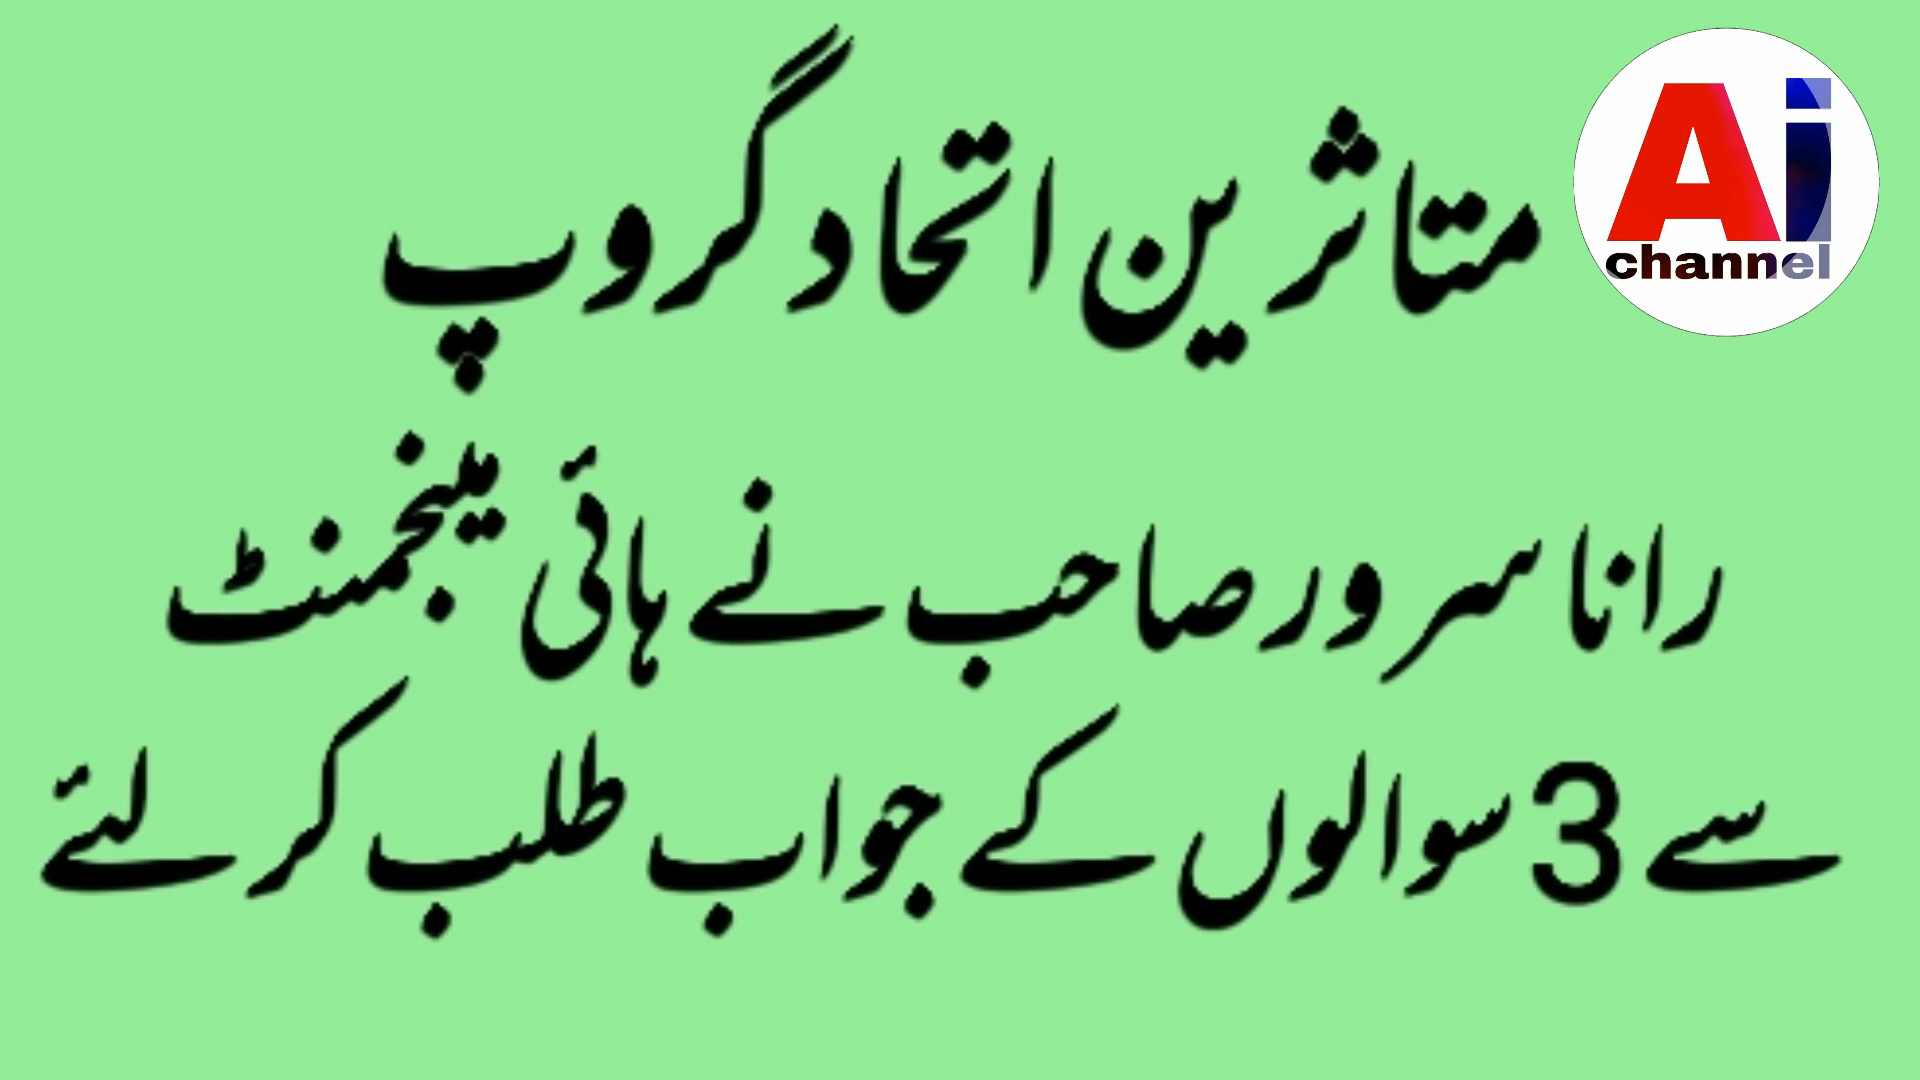 متاثرین اتحاد گروپ
Ai
channel
رانا سرور صاحب نے ہائی مینجمنٹ
سے 3 سوالوں کے جواب طلب کر لئے